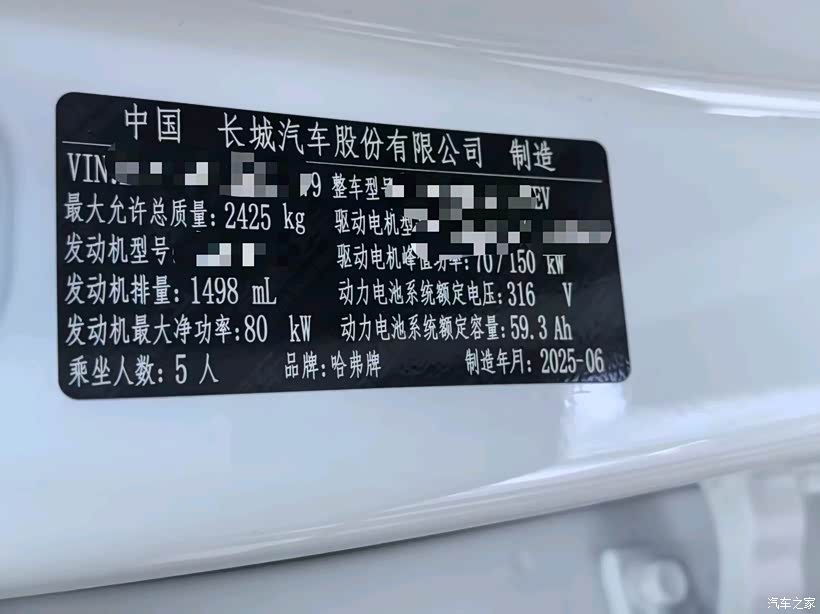 中国 长城汽车股份有限公司 制造
VIN: 9 整车型号 EV
最大允许总质量: 2425 kg 驱动电机型
发动机型号: 驱动电机峰值功率: 70/150 kW
发动机排量: 1498 mL 动力电池系统额定电压: 316 V
发动机最大净功率: 80 kW 动力电池系统额定容量: 59.3 Ah
乘坐人数: 5 人 品牌: 哈弗牌 制造年月: 2025-06
汽车之家